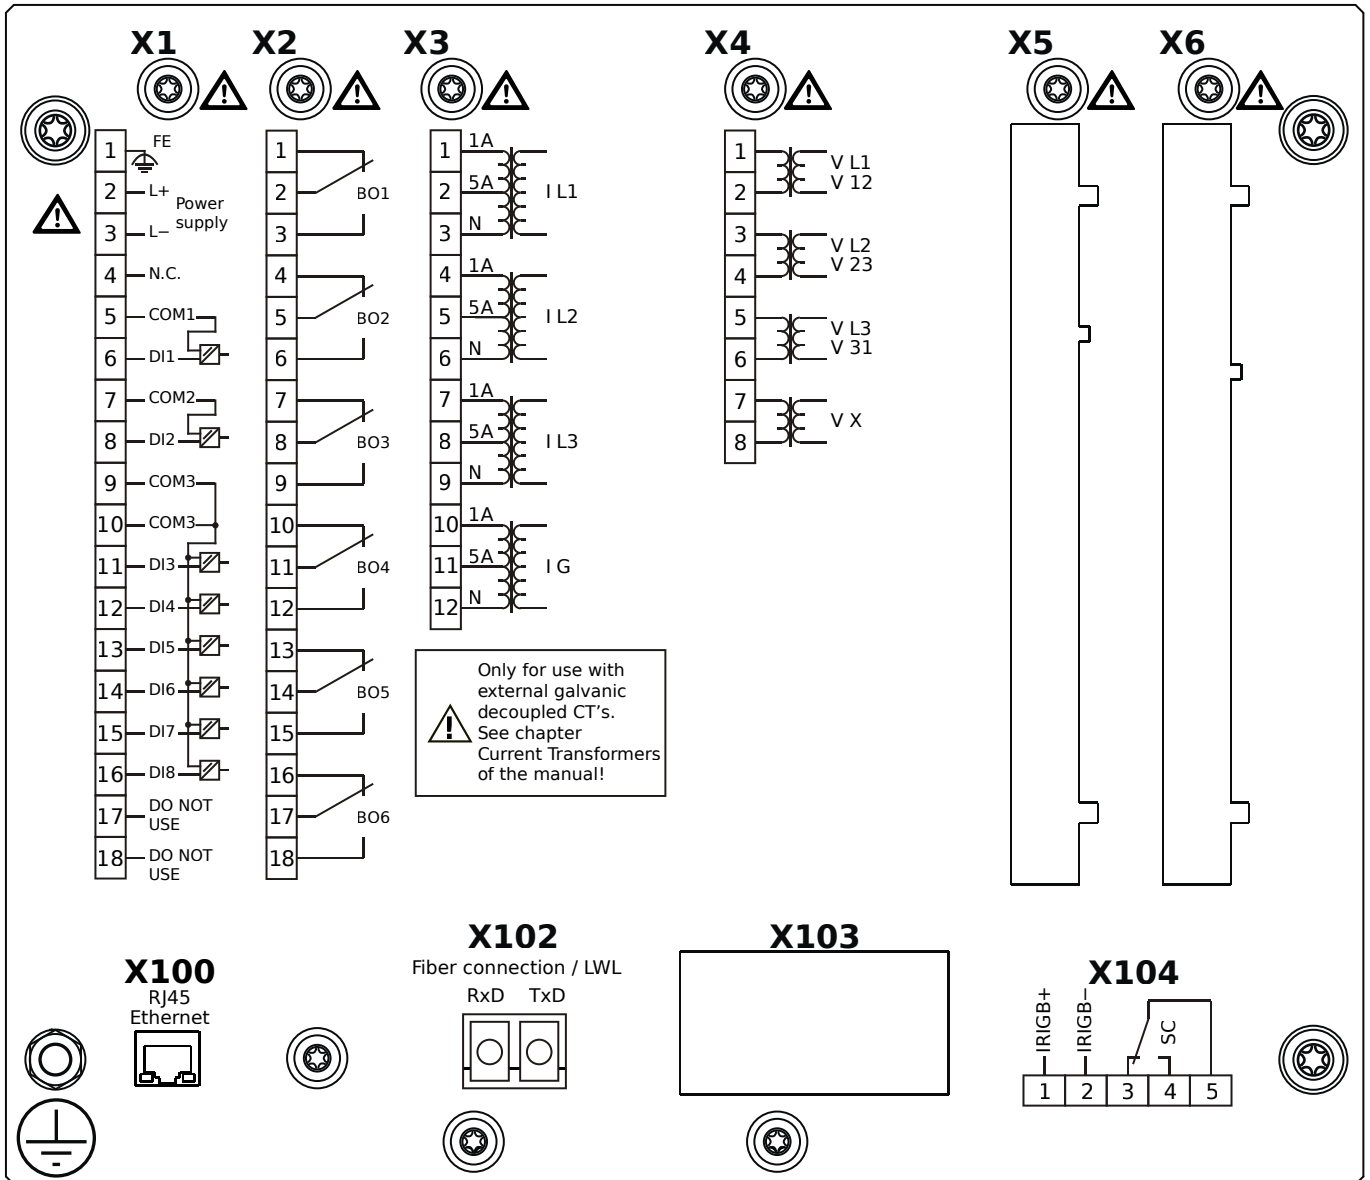 X1
X2
X3
X4
X5
X6
1 FE
2 L+
Power
supply
3 L−
4 N.C.
5 COM1
6 DI1
7 COM2
8 DI2
9 COM3
10 COM3
11 DI3
12 DI4
13 DI5
14 DI6
15 DI7
16 DI8
17 DO NOT
USE
18 DO NOT
USE
1
2 BO1
3
4
5 BO2
6
7
8 BO3
9
10
11 BO4
12
13
14 BO5
15
16
17 BO6
18
1 1A
2 5A I L1
3 N
4 1A
5 5A I L2
6 N
7 1A
8 5A I L3
9 N
10 1A
11 5A I G
12 N
Only for use with
external galvanic
decoupled CT's.
See chapter
Current Transformers
of the manual!
1 V L1
2 V 12
3 V L2
4 V 23
5 V L3
6 V 31
7 V X
8
X100
RJ45
Ethernet
X102
Fiber connection / LWL
RxD TxD
X103
X104
IRIGB+
IRIGB−
SC
1 2 3 4 5